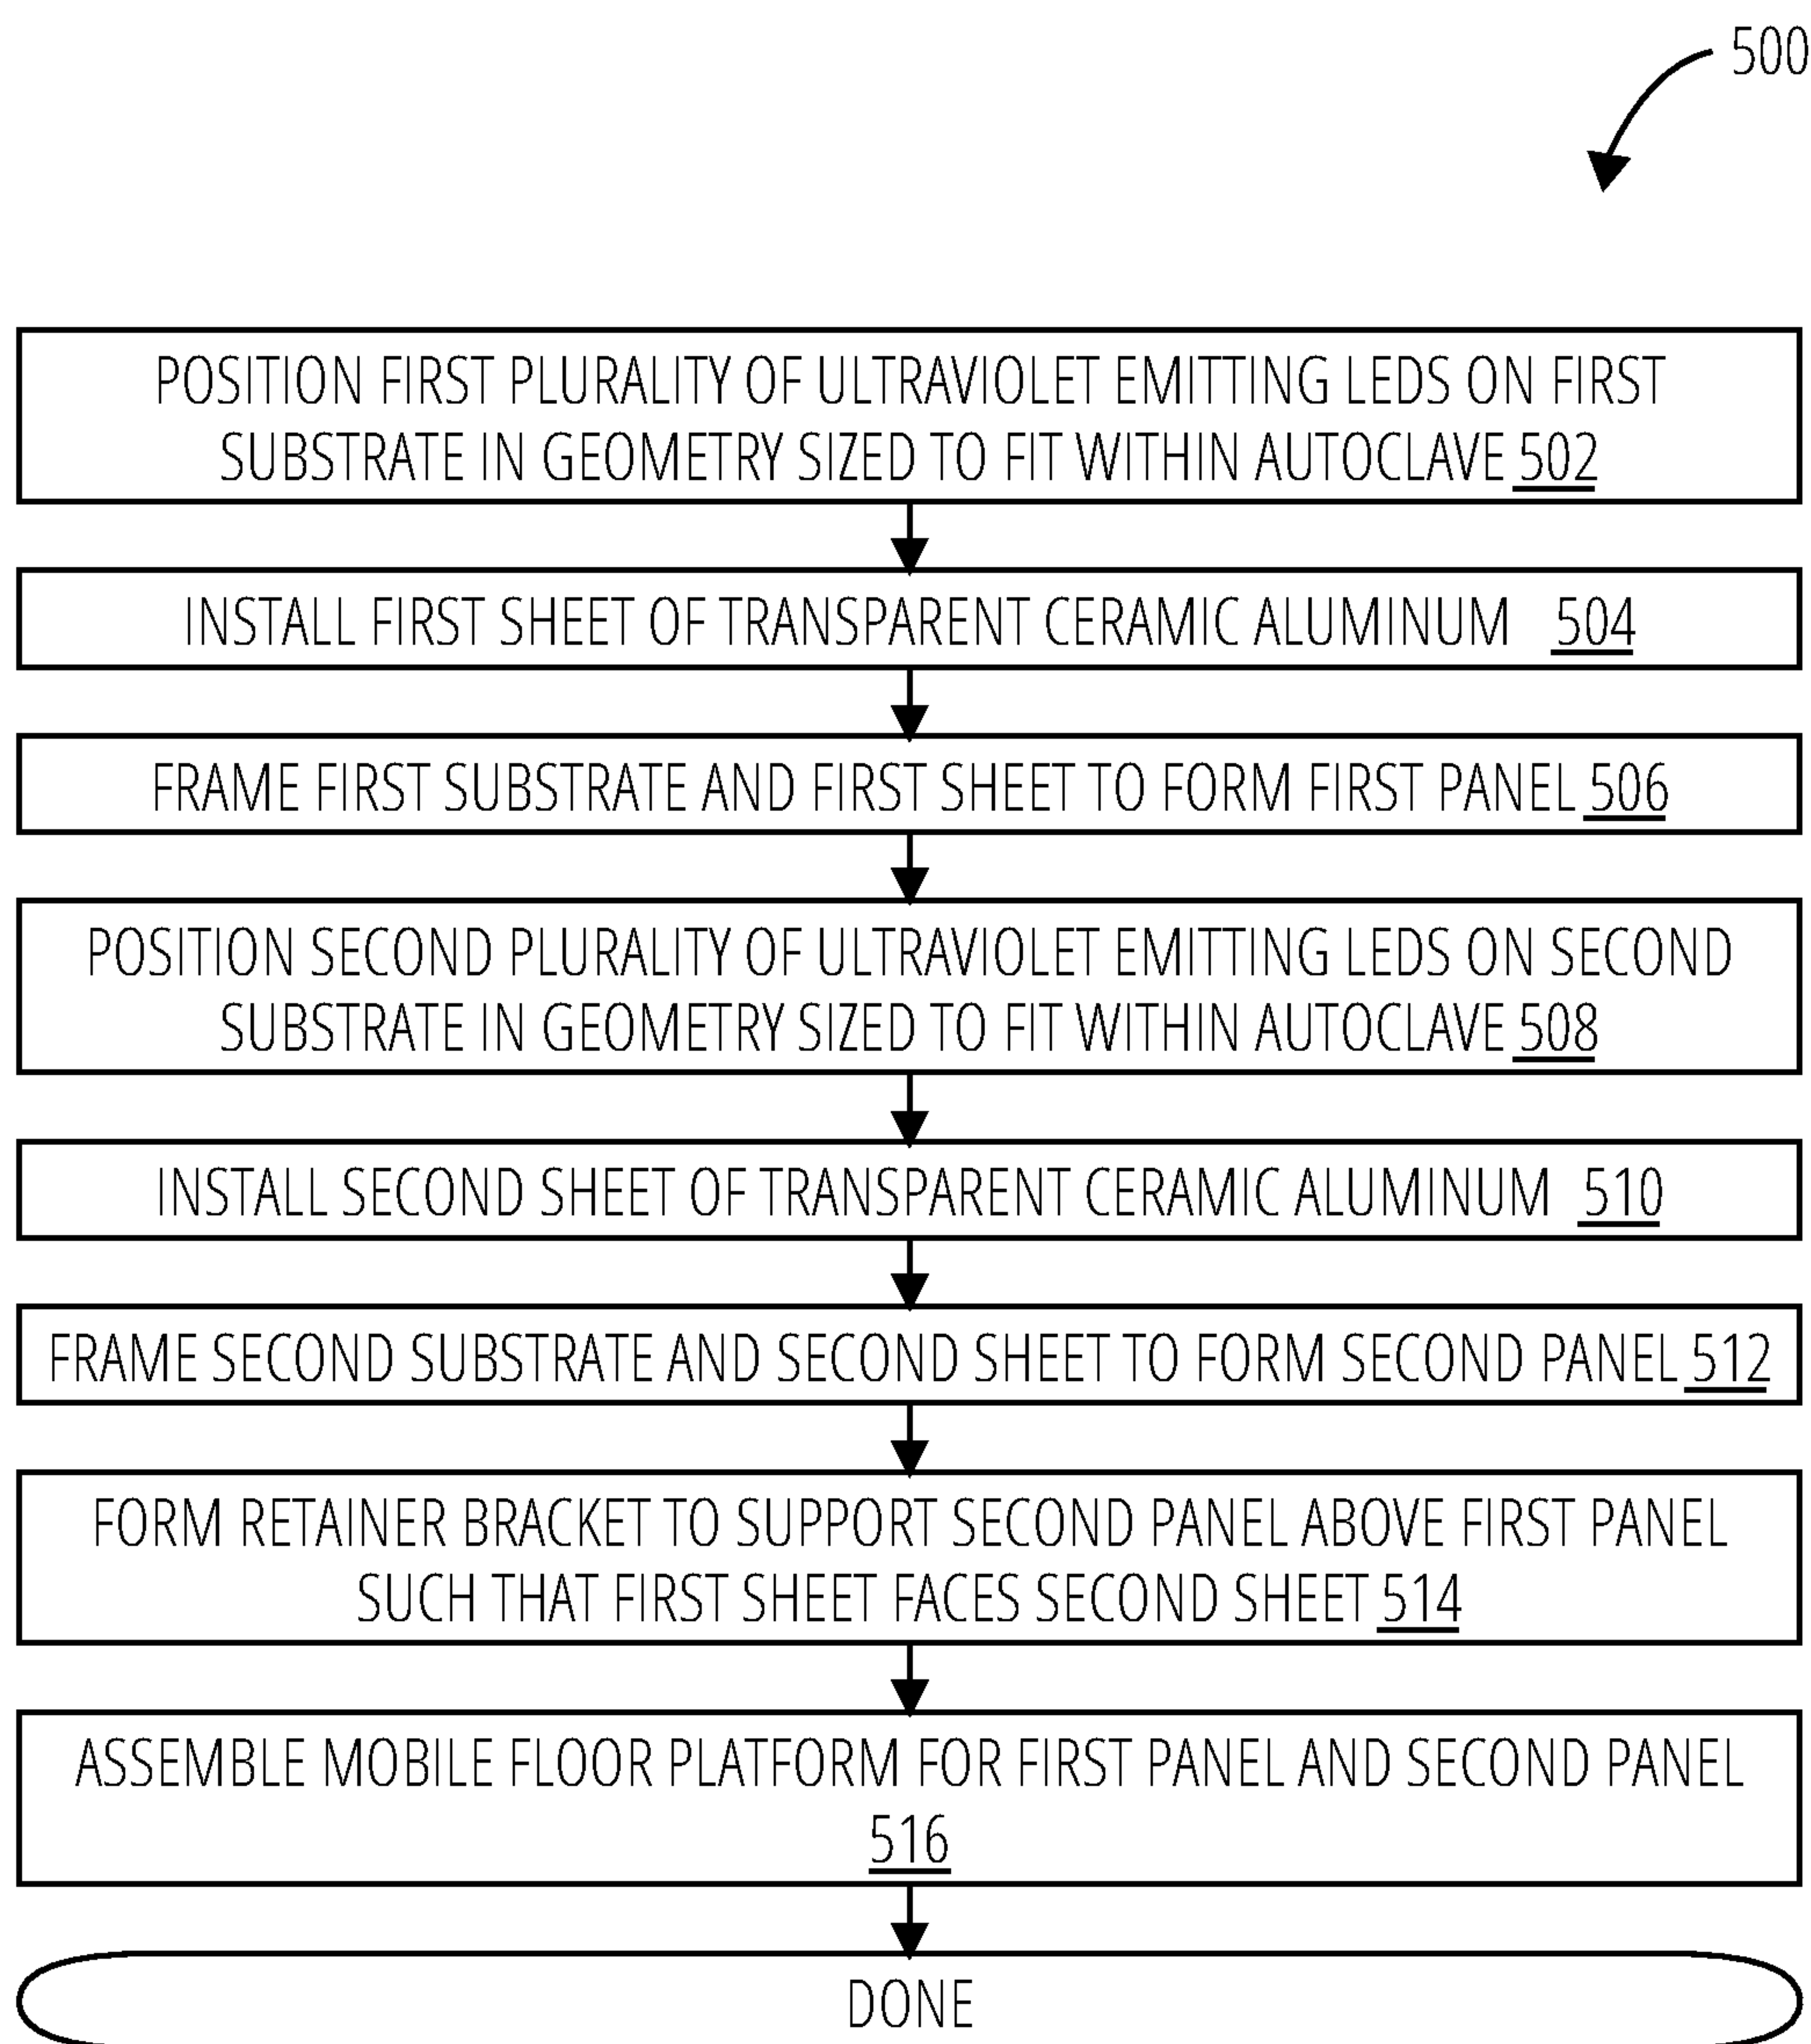 500
POSITION FIRST PLURALITY OF ULTRAVIOLET EMITTING LEDS ON FIRST
SUBSTRATE IN GEOMETRY SIZED TO FIT WITHIN AUTOCLAVE 502
INSTALL FIRST SHEET OF TRANSPARENT CERAMIC ALUMINUM 504
FRAME FIRST SUBSTRATE AND FIRST SHEET TO FORM FIRST PANEL 506
POSITION SECOND PLURALITY OF ULTRAVIOLET EMITTING LEDS ON SECOND
SUBSTRATE IN GEOMETRY SIZED TO FIT WITHIN AUTOCLAVE 508
INSTALL SECOND SHEET OF TRANSPARENT CERAMIC ALUMINUM 510
FRAME SECOND SUBSTRATE AND SECOND SHEET TO FORM SECOND PANEL 512
FORM RETAINER BRACKET TO SUPPORT SECOND PANEL ABOVE FIRST PANEL
SUCH THAT FIRST SHEET FACES SECOND SHEET 514
ASSEMBLE MOBILE FLOOR PLATFORM FOR FIRST PANEL AND SECOND PANEL
516
DONE